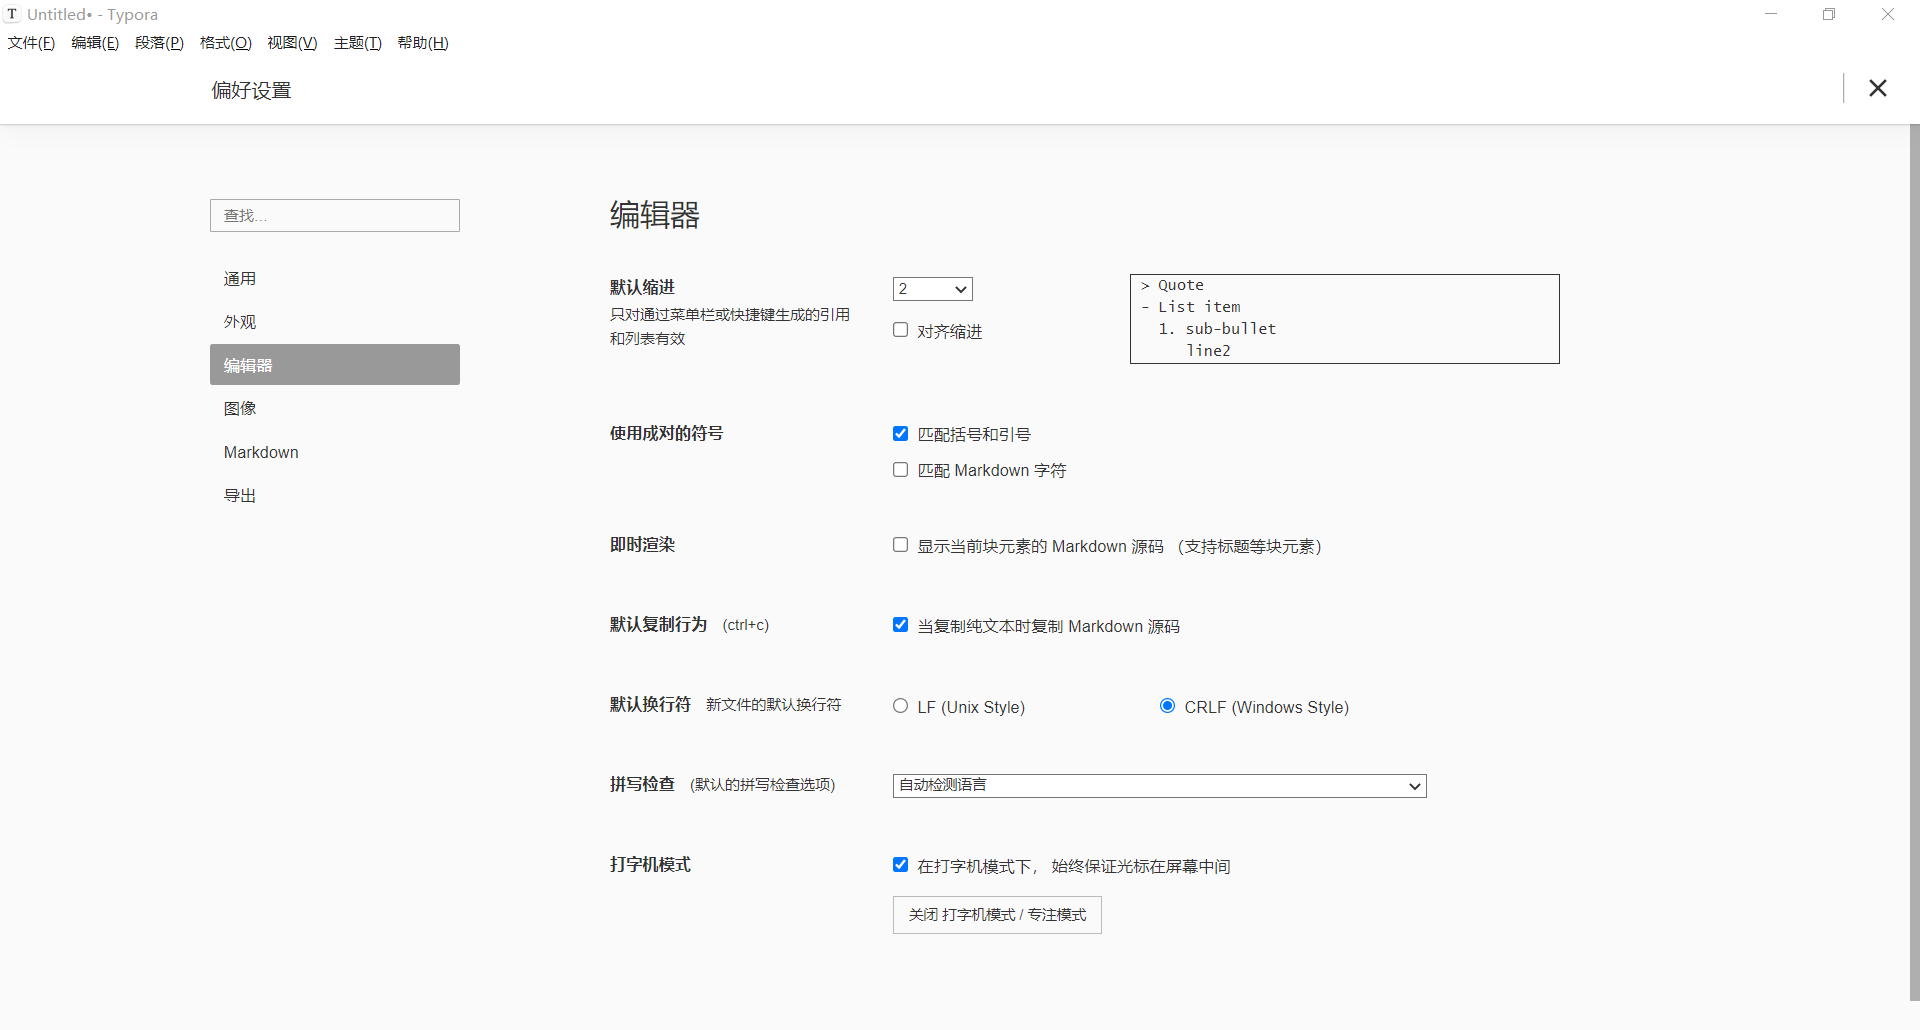 Untitled• - Typora
文件(F) 编辑(E) 段落(P) 格式(O) 视图(V) 主题(T) 帮助(H)
偏好设置
查找...
通用
外观
编辑器
图像
Markdown
导出
编辑器
默认缩进
只对通过菜单栏或快捷键生成的引用
和列表有效
2
对齐缩进
> Quote
- List item
1. sub-bullet
line2
使用成对的符号
匹配括号和引号
匹配 Markdown 字符
即时渲染
显示当前块元素的 Markdown 源码 （支持标题等块元素）
默认复制行为 (ctrl+c)
当复制纯文本时复制 Markdown 源码
默认换行符 新文件的默认换行符
LF (Unix Style)
CRLF (Windows Style)
拼写检查 (默认的拼写检查选项)
自动检测语言
打字机模式
在打字机模式下， 始终保证光标在屏幕中间
关闭 打字机模式 / 专注模式